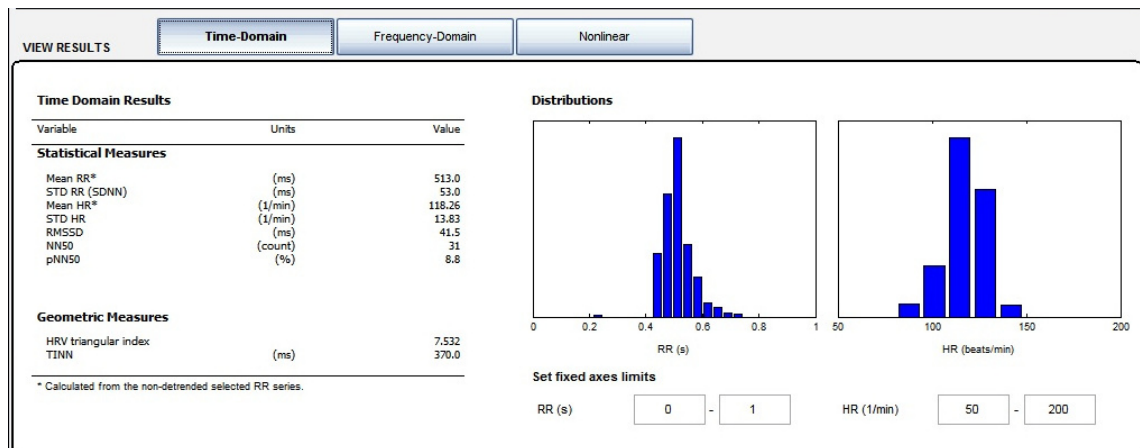 VIEW RESULTS Time-Domain Frequency-Domain Nonlinear
Time Domain Results
Variable Units Value
Statistical Measures
Mean RR* (ms) 513.0
STD RR (SDNN) (ms) 53.0
Mean HR* (1/min) 118.26
STD HR (1/min) 13.83
RMSSD (ms) 41.5
NN50 (count) 31
pNN50 (%) 8.8
Geometric Measures
HRV triangular index 7.532
TINN (ms) 370.0
* Calculated from the non-detrended selected RR series.
Distributions
0 0.2 0.4 0.6 0.8 1
RR (s)
50 100 150 200
HR (beats/min)
Set fixed axes limits
RR (s) 0 - 1 HR (1/min) 50 - 200